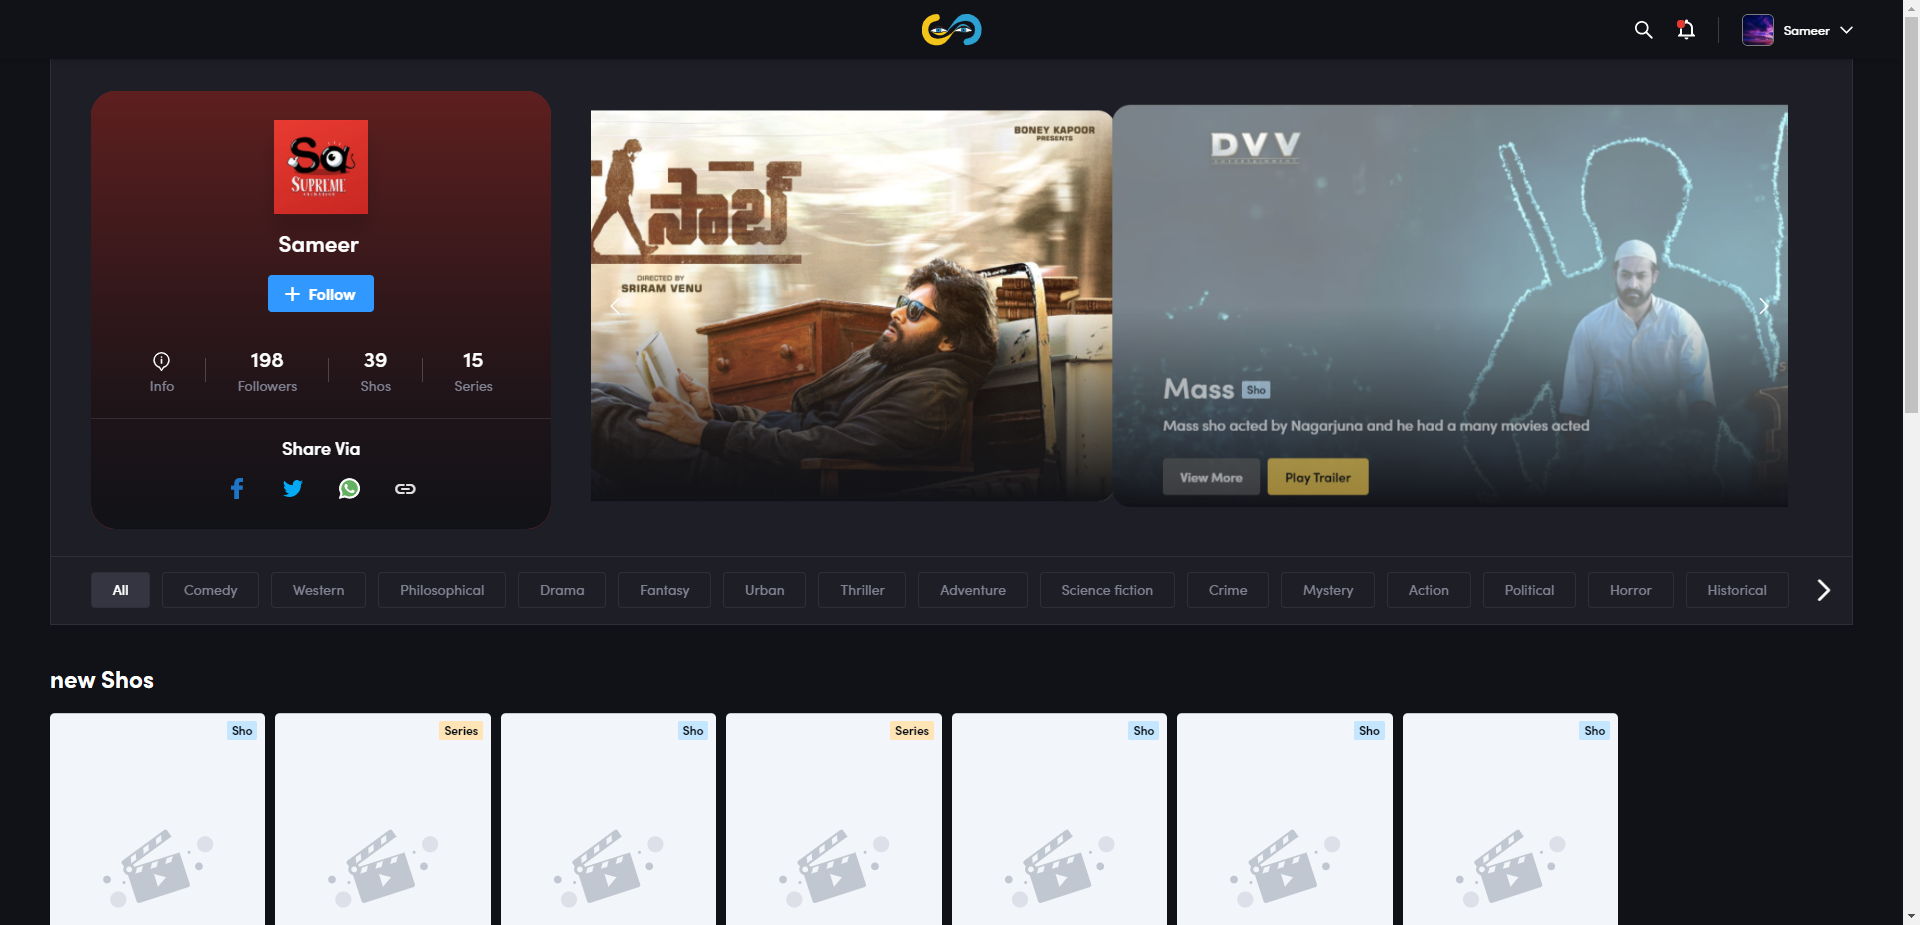 Sameer
Sa
SUPREME
ANIMATION
Sameer
+ Follow
Info
198
Followers
39
Shos
15
Series
Share Via
BONEY KAPOOR
PRESENTS
సాబ్
DIRECTED BY
SRIRAM VENU
DVV
ENTERTAINMENT
Mass Sho
Mass sho acted by Nagarjuna and he had a many movies acted
View More
Play Trailer
All
Comedy
Western
Philosophical
Drama
Fantasy
Urban
Thriller
Adventure
Science fiction
Crime
Mystery
Action
Political
Horror
Historical
new Shos
Sho
Series
Sho
Series
Sho
Sho
Sho